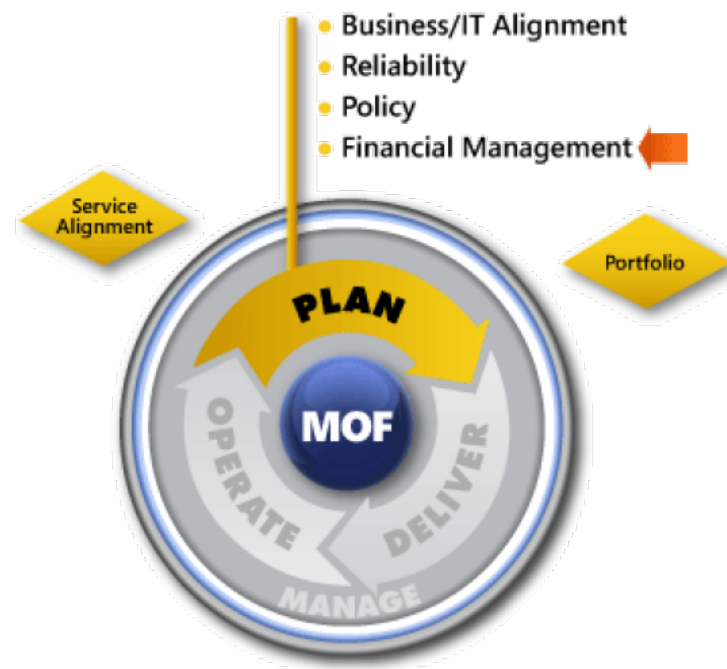 Business/IT Alignment
Reliability
Policy
Financial Management
Service
Alignment
Portfolio
PLAN
MOF
OPERATE
DELIVER
MANAGE